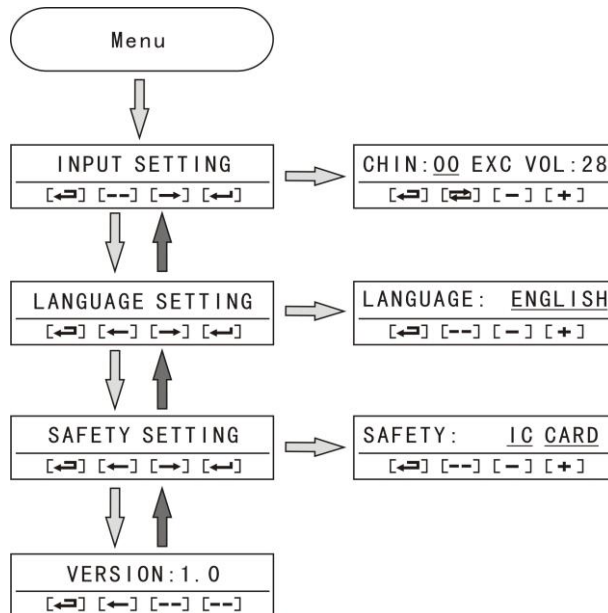 Menu
INPUT SETTING
[↩] [--] [→] [↵]
CHIN:00 EXC VOL:28
[↩] [⇄] [-] [+]
LANGUAGE SETTING
[↩] [←] [→] [↵]
LANGUAGE: ENGLISH
[↩] [--] [-] [+]
SAFETY SETTING
[↩] [←] [→] [↵]
SAFETY: IC CARD
[↩] [--] [-] [+]
VERSION:1.0
[↩] [←] [--] [--]